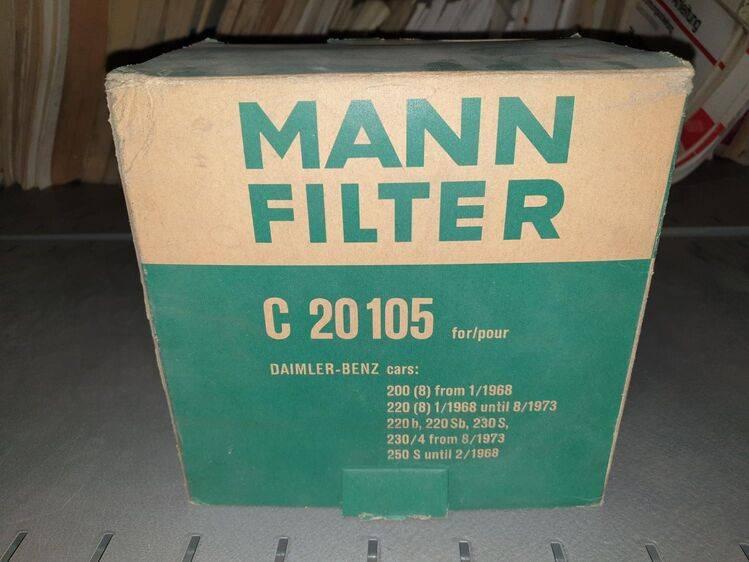 MANN
FILTER
C 20105 for/pour
DAIMLER-BENZ cars:
200 (8) from 1/1968
220 (8) 1/1968 until 8/1973
220 b, 220 Sb, 230 S,
230/4 from 8/1973
250 S until 2/1968